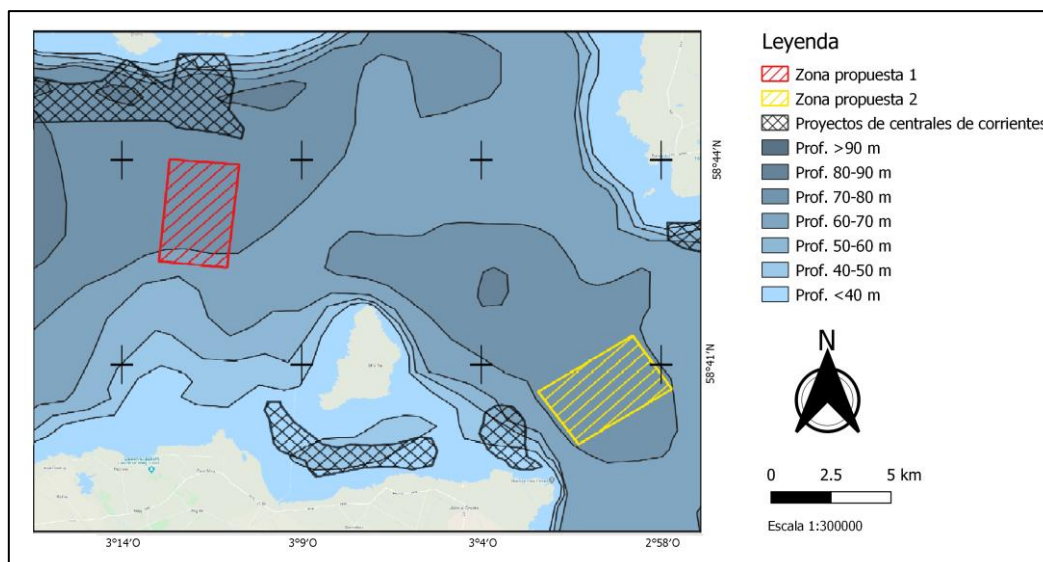 Leyenda
Zona propuesta 1
Zona propuesta 2
Proyectos de centrales de corrientes
Prof. >90 m
Prof. 80-90 m
Prof. 70-80 m
Prof. 60-70 m
Prof. 50-60 m
Prof. 40-50 m
Prof. <40 m
N
0 2.5 5 km
Escala 1:300000
58°44'N
58°41'N
3°14'O 3°9'O 3°4'O 2°58'O